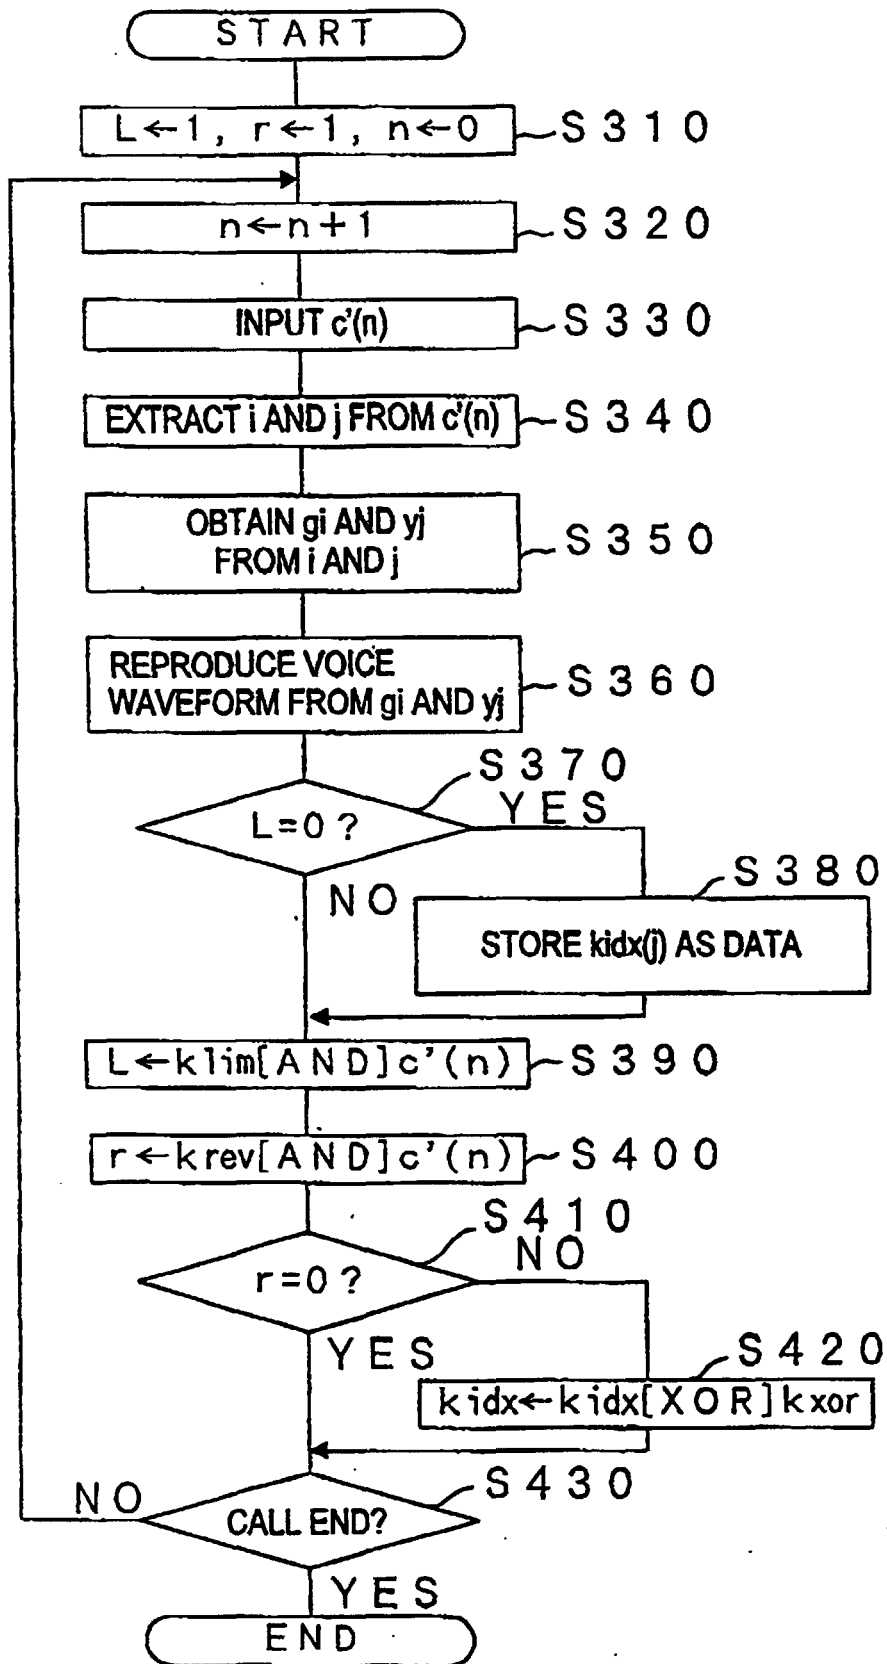 START
L←1, r←1, n←0
S310
n←n+1
S320
INPUT c'(n)
S330
EXTRACT i AND j FROM c'(n)
S340
OBTAIN gi AND yj
FROM i AND j
S350
REPRODUCE VOICE
WAVEFORM FROM gi AND yj
S360
S370
L=0?
YES
NO
S380
STORE kidx(j) AS DATA
L←klim[AND]c'(n)
S390
r←krev[AND]c'(n)
S400
S410
r=0?
NO
YES
S420
kidx←kidx[XOR]kxor
S430
NO
CALL END?
YES
END